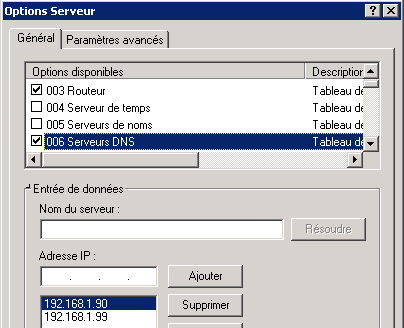 Options Serveur
Général Paramètres avancés
Options disponibles Description
003 Routeur Tableau de
004 Serveur de temps Tableau de
005 Serveurs de noms Tableau de
006 Serveurs DNS Tableau de
Entrée de données
Nom du serveur :
Résoudre
Adresse IP :
. . . Ajouter
192.168.1.90 Supprimer
192.168.1.99